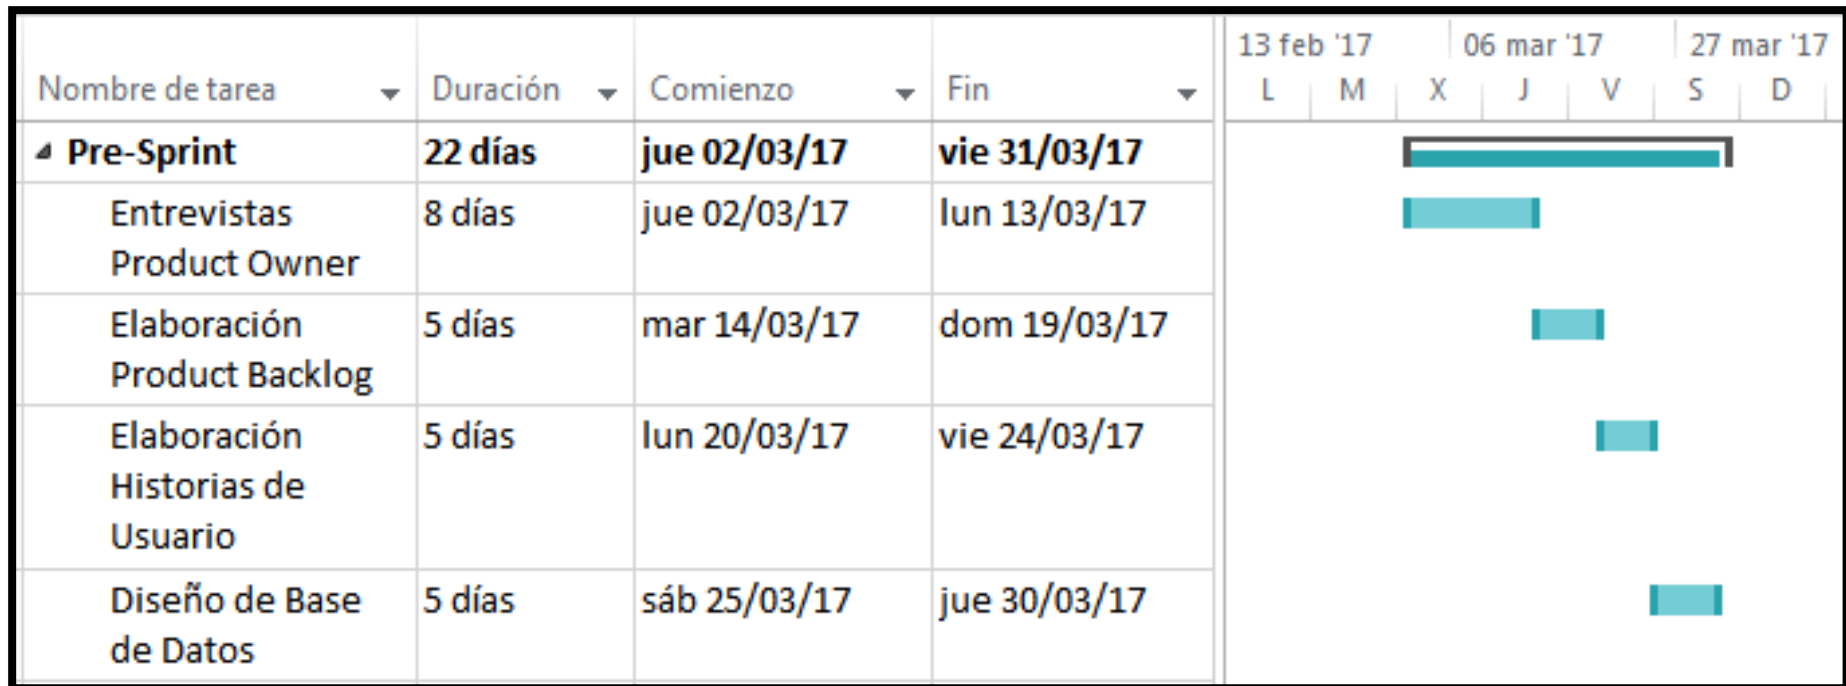 13 feb '17 06 mar '17 27 mar '17
Nombre de tarea Duración Comienzo Fin L M X J V S D
Pre-Sprint 22 días jue 02/03/17 vie 31/03/17
Entrevistas 8 días jue 02/03/17 lun 13/03/17
Product Owner
Elaboración 5 días mar 14/03/17 dom 19/03/17
Product Backlog
Elaboración 5 días lun 20/03/17 vie 24/03/17
Historias de
Usuario
Diseño de Base 5 días sáb 25/03/17 jue 30/03/17
de Datos